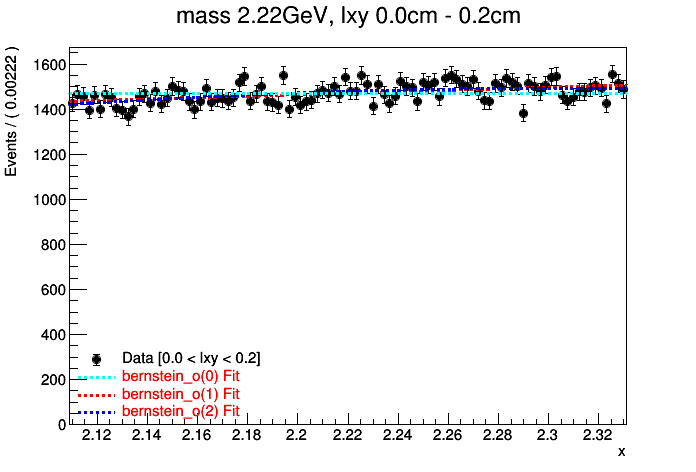 mass 2.22GeV, lxy 0.0cm - 0.2cm
Events / ( 0.00222 )
1600
1400
1200
1000
800
600
400
200
0
Data [0.0 < lxy < 0.2]
bernstein_o(0) Fit
bernstein_o(1) Fit
bernstein_o(2) Fit
2.12 2.14 2.16 2.18 2.2 2.22 2.24 2.26 2.28 2.3 2.32
x